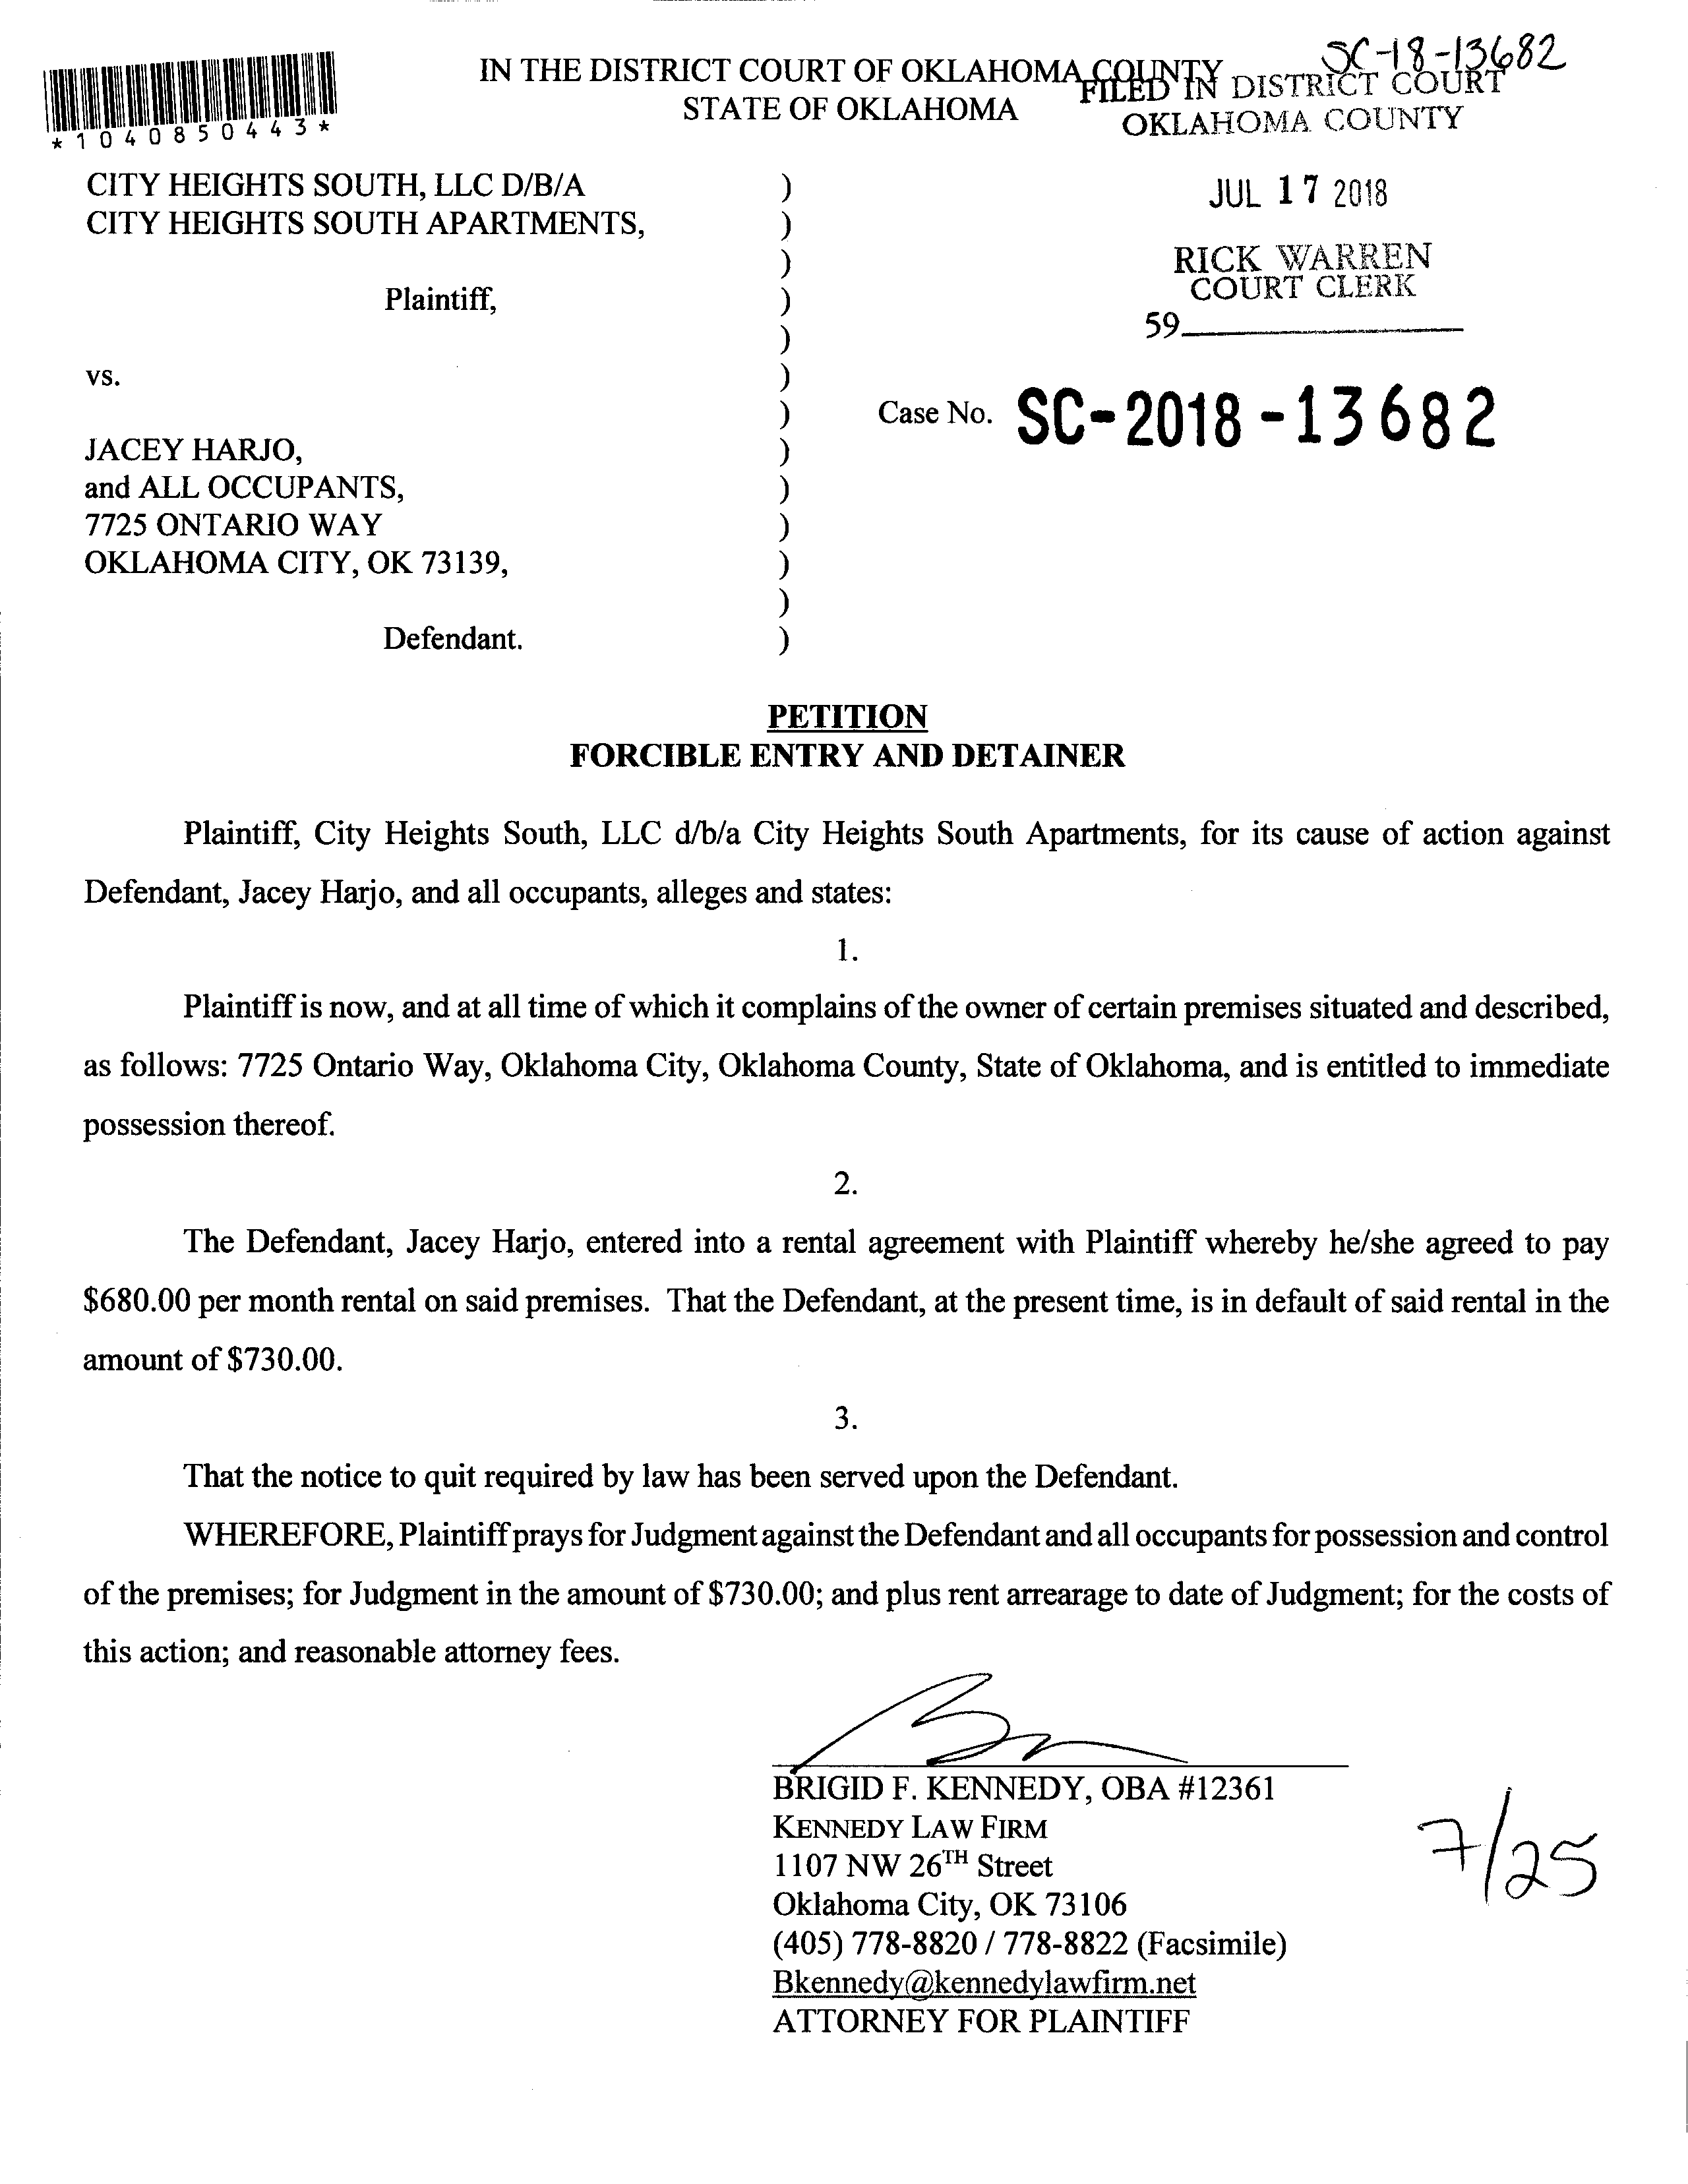 SC-18-13682
IN THE DISTRICT COURT OF OKLAHOMA COUNTY
STATE OF OKLAHOMA
FILED IN DISTRICT COURT
OKLAHOMA COUNTY
*1040850443*
JUL 17 2018
RICK WARREN
COURT CLERK
59
CITY HEIGHTS SOUTH, LLC D/B/A )
CITY HEIGHTS SOUTH APARTMENTS, )
)
Plaintiff, )
)
vs. )
) Case No. SC-2018-13682
JACEY HARJO, )
and ALL OCCUPANTS, )
7725 ONTARIO WAY )
OKLAHOMA CITY, OK 73139, )
)
Defendant. )
PETITION
FORCIBLE ENTRY AND DETAINER
Plaintiff, City Heights South, LLC d/b/a City Heights South Apartments, for its cause of action against
Defendant, Jacey Harjo, and all occupants, alleges and states:
1.
Plaintiff is now, and at all time of which it complains of the owner of certain premises situated and described,
as follows: 7725 Ontario Way, Oklahoma City, Oklahoma County, State of Oklahoma, and is entitled to immediate
possession thereof.
2.
The Defendant, Jacey Harjo, entered into a rental agreement with Plaintiff whereby he/she agreed to pay
$680.00 per month rental on said premises. That the Defendant, at the present time, is in default of said rental in the
amount of $730.00.
3.
That the notice to quit required by law has been served upon the Defendant.
WHEREFORE, Plaintiff prays for Judgment against the Defendant and all occupants for possession and control
of the premises; for Judgment in the amount of $730.00; and plus rent arrearage to date of Judgment; for the costs of
this action; and reasonable attorney fees.
BRIGID F. KENNEDY, OBA #12361
KENNEDY LAW FIRM
1107 NW 26TH Street
Oklahoma City, OK 73106
(405) 778-8820 / 778-8822 (Facsimile)
Bkennedy@kennedylawfirm.net
ATTORNEY FOR PLAINTIFF
7/25